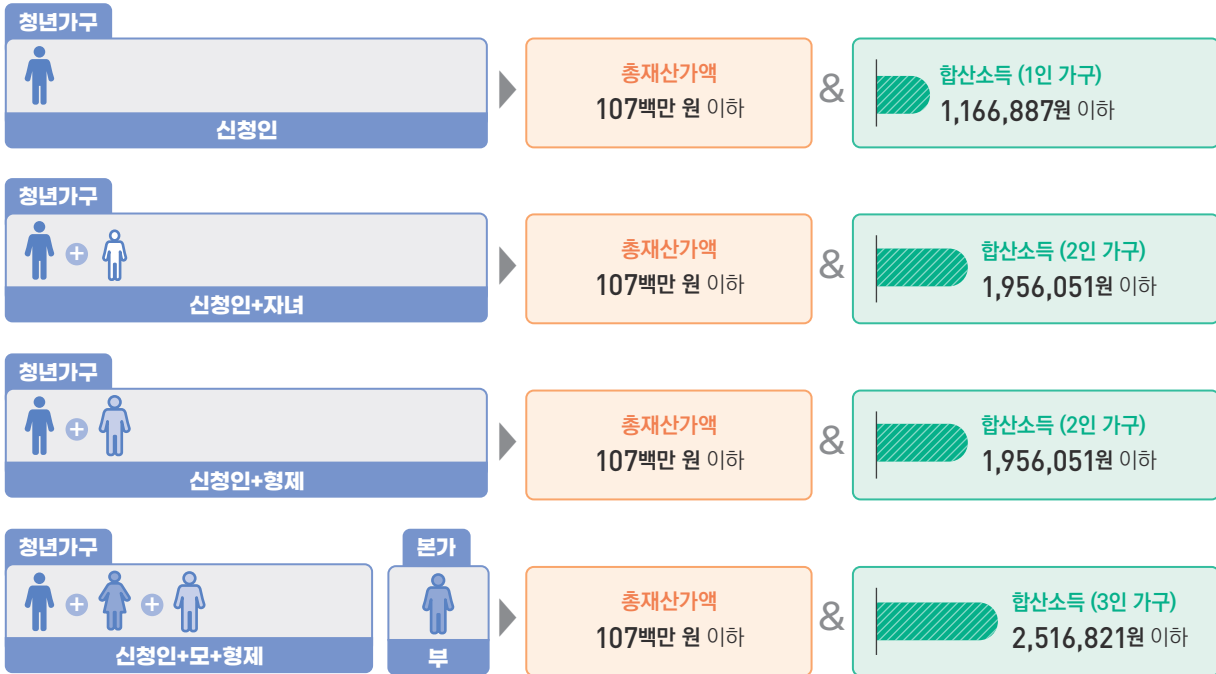 청년가구
신청인
총재산가액
107백만 원 이하
&
합산소득 (1인 가구)
1,166,887원 이하
청년가구
신청인+자녀
총재산가액
107백만 원 이하
&
합산소득 (2인 가구)
1,956,051원 이하
청년가구
신청인+형제
총재산가액
107백만 원 이하
&
합산소득 (2인 가구)
1,956,051원 이하
청년가구
신청인+모+형제
본가
부
총재산가액
107백만 원 이하
&
합산소득 (3인 가구)
2,516,821원 이하